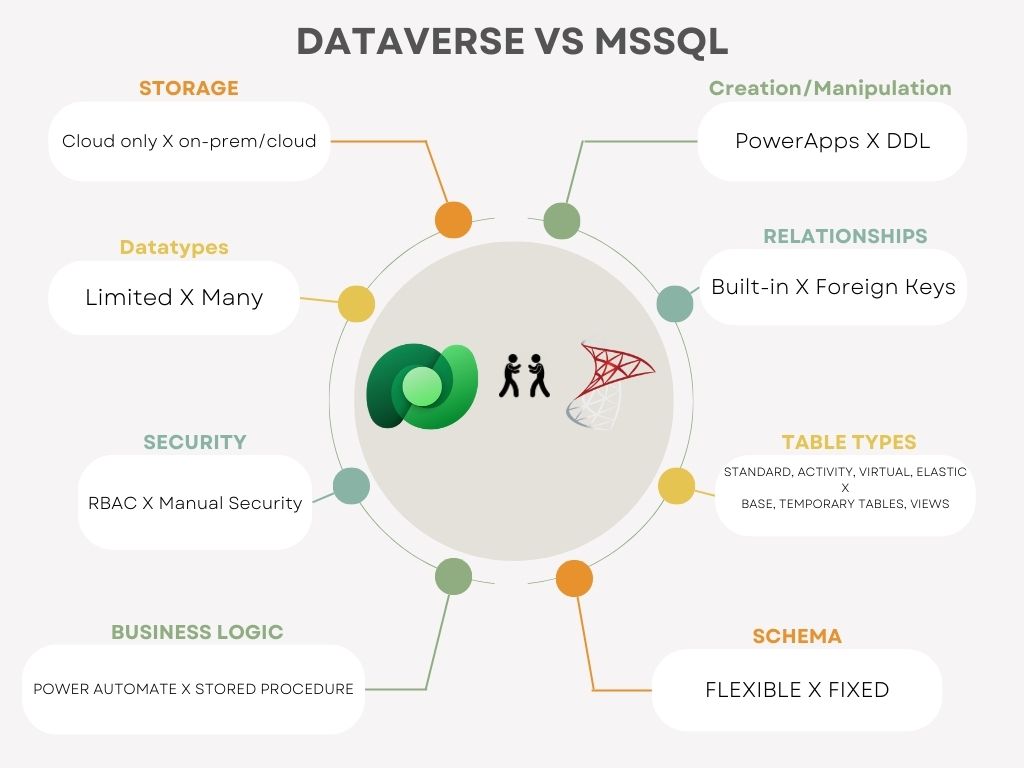 DATAVERSE VS MSSQL
STORAGE
Cloud only X on-prem/cloud
Creation/Manipulation
PowerApps X DDL
Datatypes
Limited X Many
RELATIONSHIPS
Built-in X Foreign Keys
SECURITY
RBAC X Manual Security
TABLE TYPES
STANDARD, ACTIVITY, VIRTUAL, ELASTIC
X
BASE, TEMPORARY TABLES, VIEWS
BUSINESS LOGIC
POWER AUTOMATE X STORED PROCEDURE
SCHEMA
FLEXIBLE X FIXED